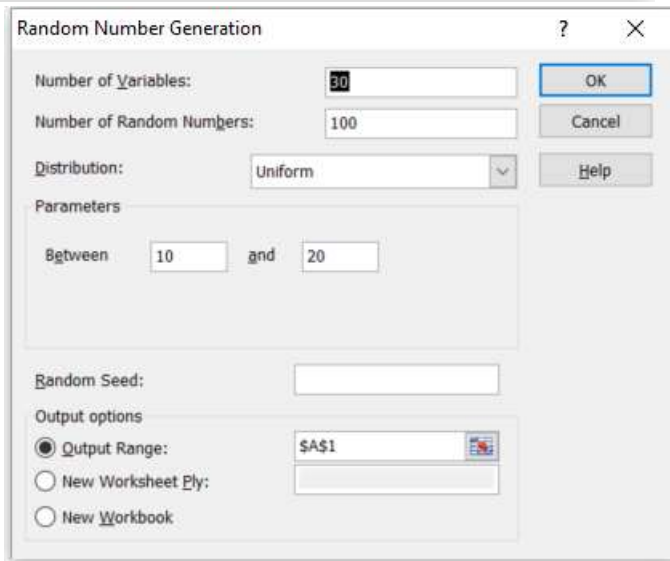 Random Number Generation ? X
Number of Variables: 30 OK
Number of Random Numbers: 100 Cancel
Distribution: Uniform Help
Parameters
Between 10 and 20
Random Seed:
Output options
Output Range: $A$1
New Worksheet Ply:
New Workbook